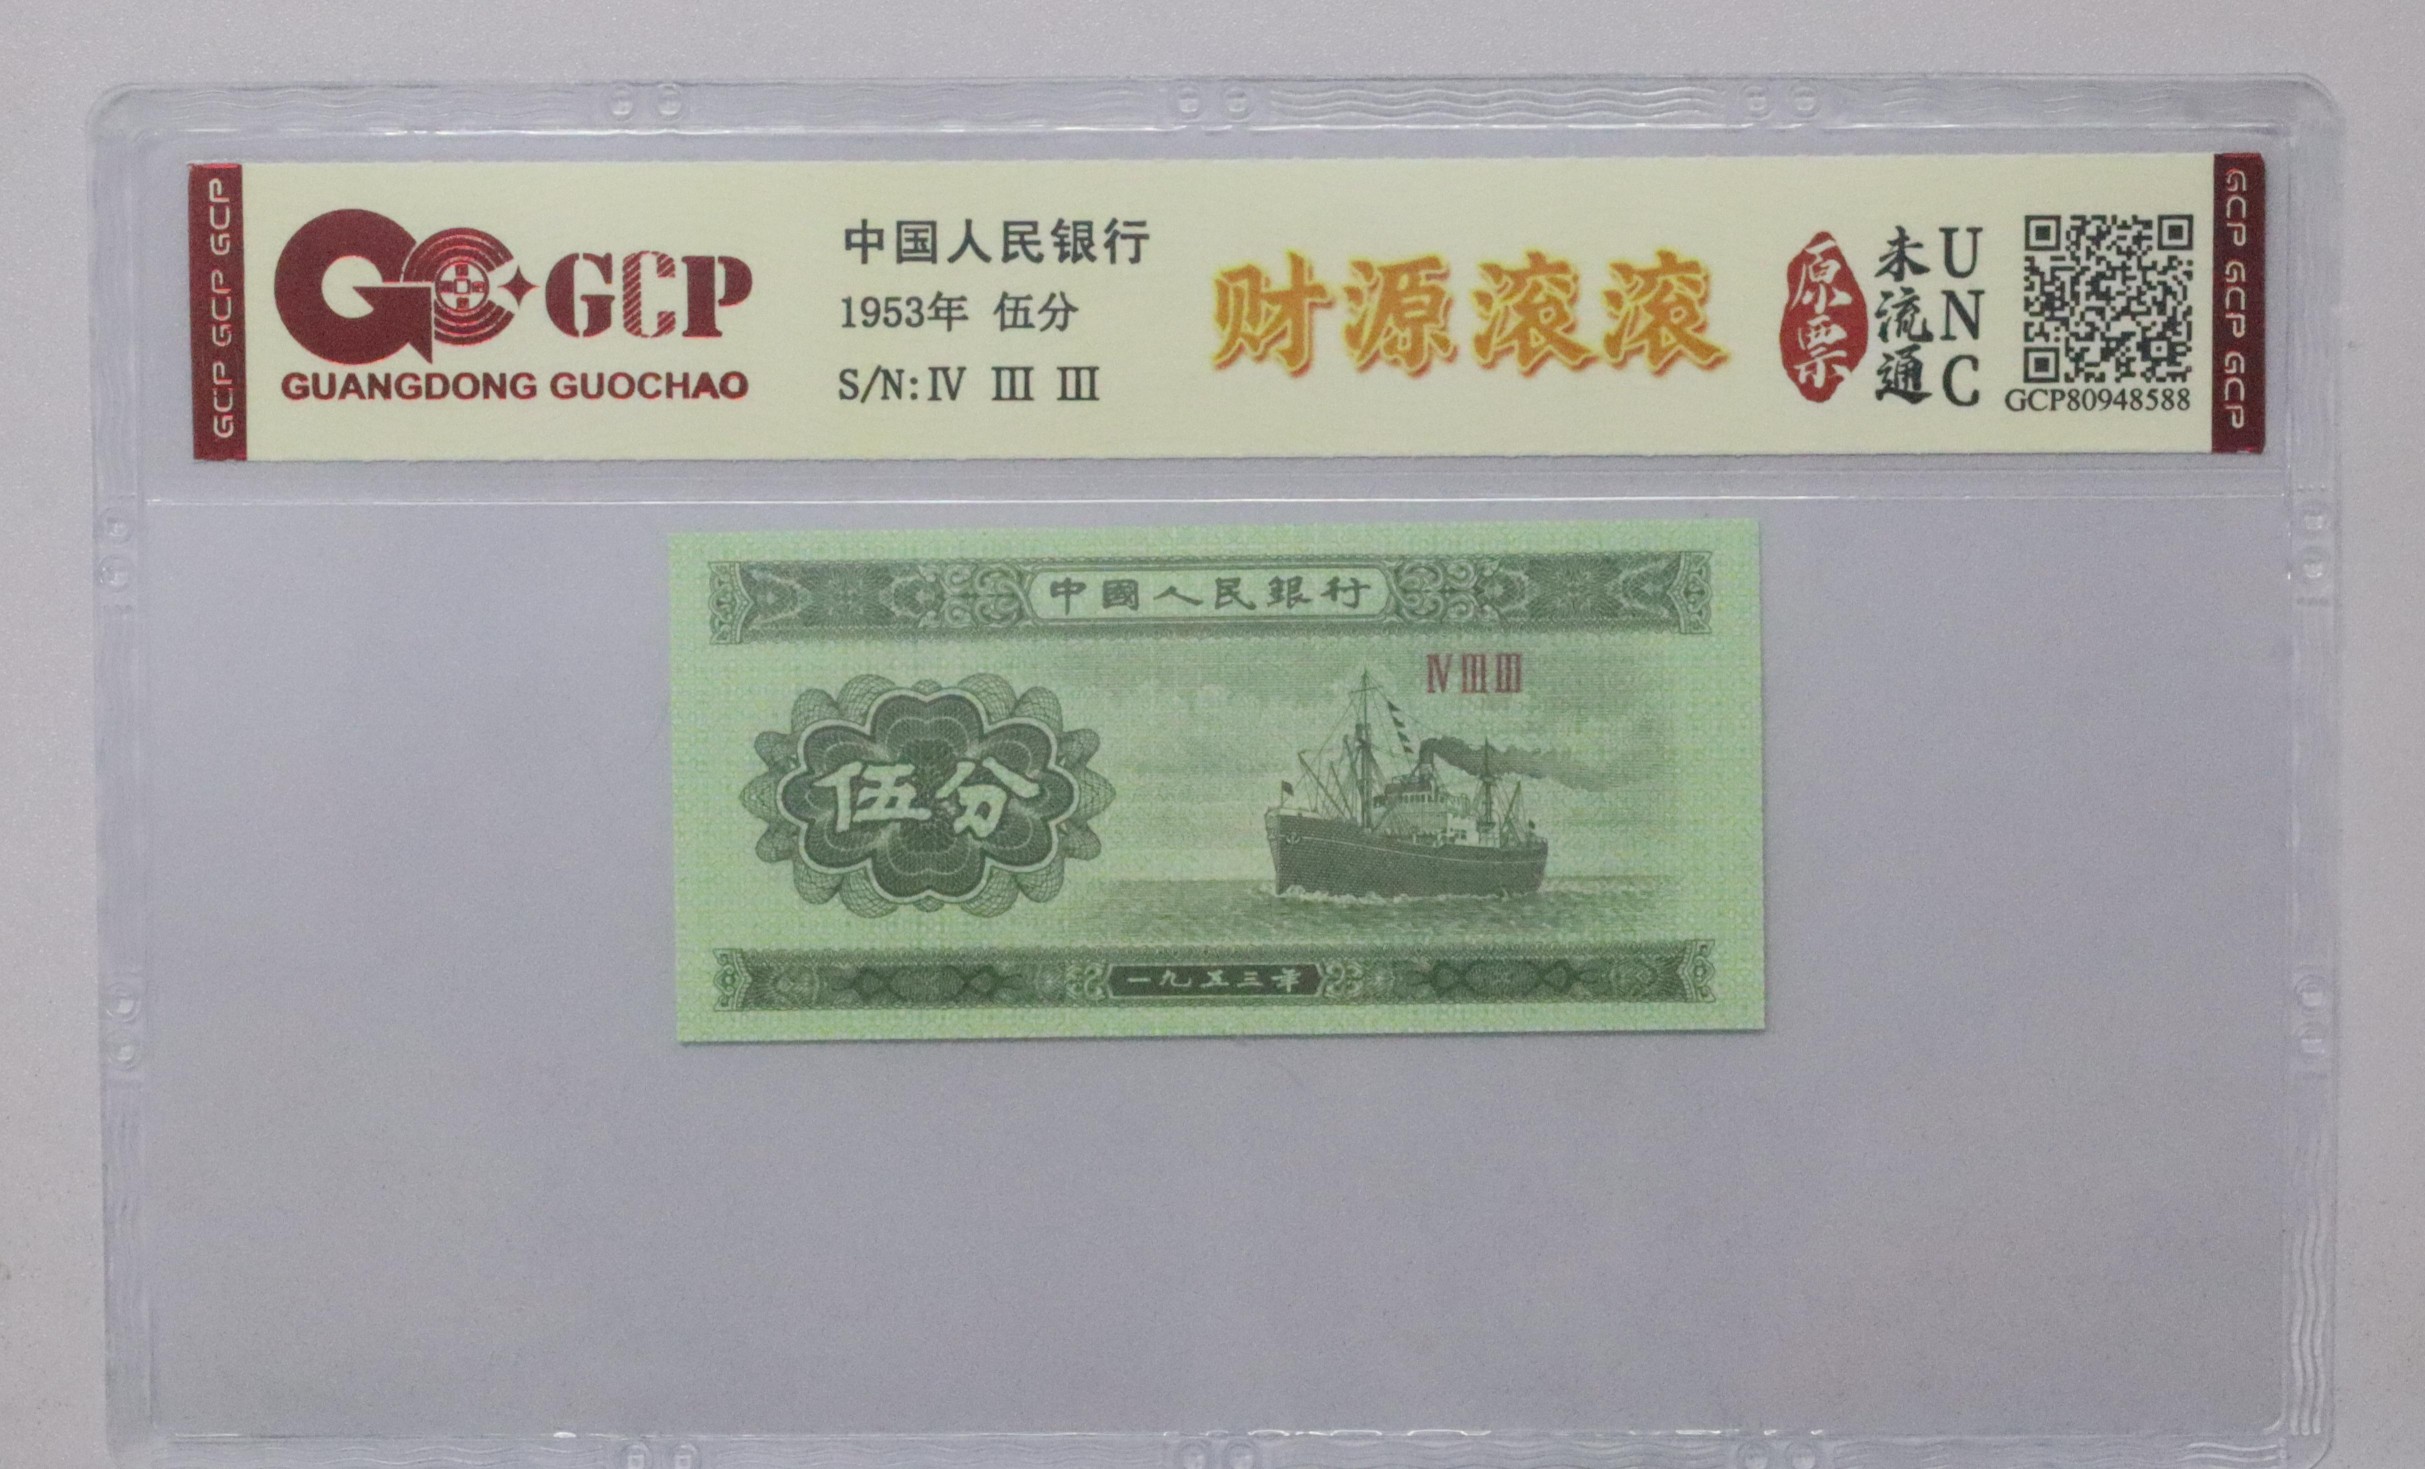 GCP GCP GCP
GCP
GUANGDONG GUOCHAO
中国人民银行
1953年 伍分
S/N:Ⅳ Ⅲ Ⅲ
财源滚滚
原票
未流通
UNC
GCP80948588
GCP GCP GCP
中國人民銀行
Ⅳ Ⅲ Ⅲ
伍分
一九五三年